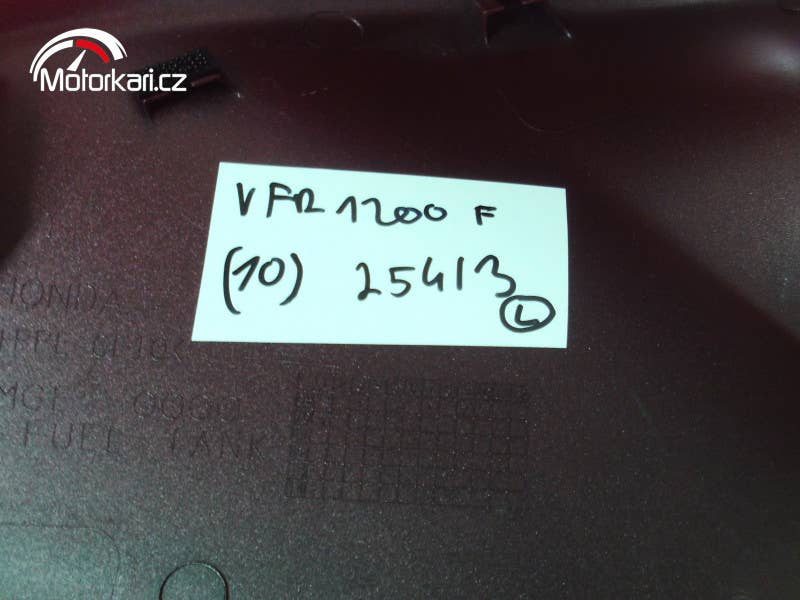 Motorkari.cz
VFR 1200 F
(10) 25413
L
HONDA
FUEL TANK